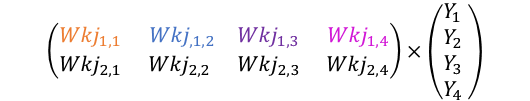 (Wkj₁,₁ Wkj,₁,₂ Wkj₁,₃ Wkj₁,₄
Wkj₂,₁ Wkj₂,₂ Wkj₂,₃ Wkj₂,₄) × (Y₁
Y₂
Y₃
Y₄)